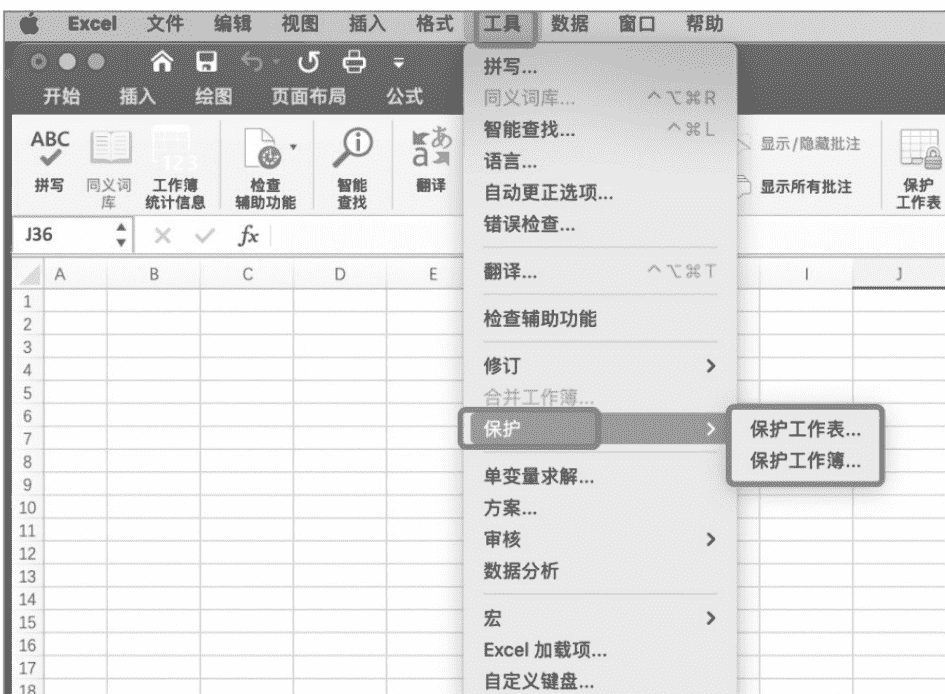 Excel 文件 编辑 视图 插入 格式 工具 数据 窗口 帮助
开始 插入 绘图 页面布局 公式
ABC
拼写
同义词库
123
工作簿统计信息
检查辅助功能
智能查找
あ
a
翻译
显示/隐藏批注
显示所有批注
保护工作表
J36
fx
A B C D E I J
1
2
3
4
5
6
7
8
9
10
11
12
13
14
15
16
17
18
拼写...
同义词库... ^⌥⌘R
智能查找... ^⌘L
语言...
自动更正选项...
错误检查...
翻译... ^⌥⌘T
检查辅助功能
修订
合并工作簿...
保护
保护工作表...
保护工作簿...
单变量求解...
方案...
审核
数据分析
宏
Excel 加载项...
自定义键盘...